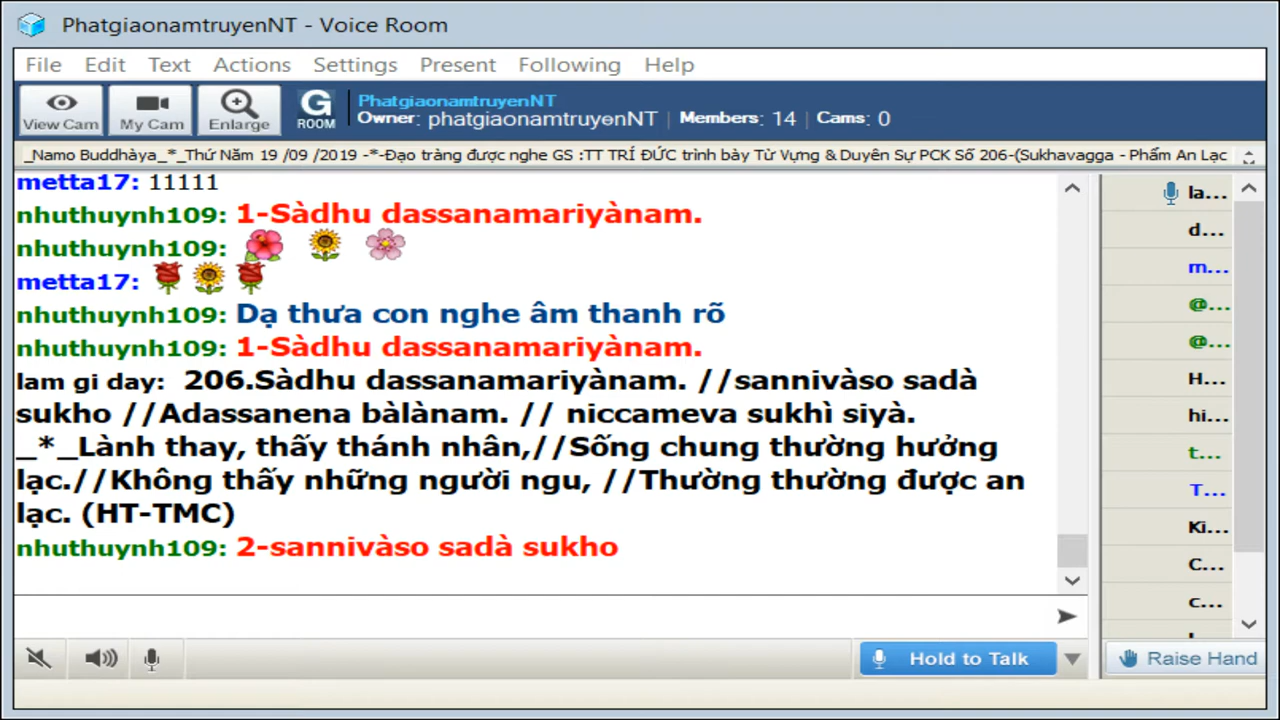 PhatgiaonamtruyenNT - Voice Room
File Edit Text Actions Settings Present Following Help
View Cam My Cam Enlarge G ROOM
PhatgiaonamtruyenNT
Owner: phatgiaonamtruyenNT | Members: 14 | Cams: 0
_Namo Buddhàya_*_Thứ Năm 19 /09 /2019 -*-Đạo tràng được nghe GS :TT TRÍ ĐỨC trình bày Từ Vựng & Duyên Sự PCK Số 206-(Sukhavagga - Phẩm An Lạc
metta17: 11111
nhuthuynh109: 1-Sàdhu dassanamariyànam.
nhuthuynh109:
metta17:
nhuthuynh109: Dạ thưa con nghe âm thanh rõ
nhuthuynh109: 1-Sàdhu dassanamariyànam.
lam gi day: 206.Sàdhu dassanamariyànam. //sannivàso sadà
sukho //Adassanena bàlànam. // niccameva sukhì siyà.
_*_Lành thay, thấy thánh nhân,//Sống chung thường hưởng
lạc.//Không thấy những người ngu, //Thường thường được an
lạc. (HT-TMC)
nhuthuynh109: 2-sannivàso sadà sukho
la...
d...
m...
@...
@...
H...
hi...
t...
T...
Ki...
C...
c...
Hold to Talk
Raise Hand